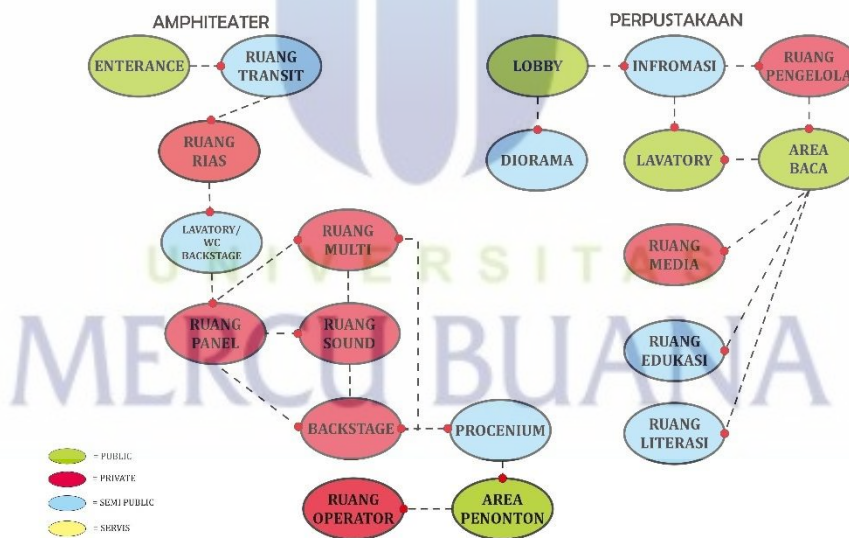 AMPHITEATER
ENTERANCE
RUANG
TRANSIT
RUANG
RIAS
LAVATORY/
WC
BACKSTAGE
RUANG
MULTI
RUANG
PANEL
RUANG
SOUND
BACKSTAGE
PROCENIUM
RUANG
OPERATOR
AREA
PENONTON
PERPUSTAKAAN
LOBBY
INFROMASI
RUANG
PENGELOLA
DIORAMA
LAVATORY
AREA
BACA
RUANG
MEDIA
RUANG
EDUKASI
RUANG
LITERASI
UNIVERSITAS
MERCU BUANA
= PUBLIC
= PRIVATE
= SEMI PUBLIC
= SERVIS